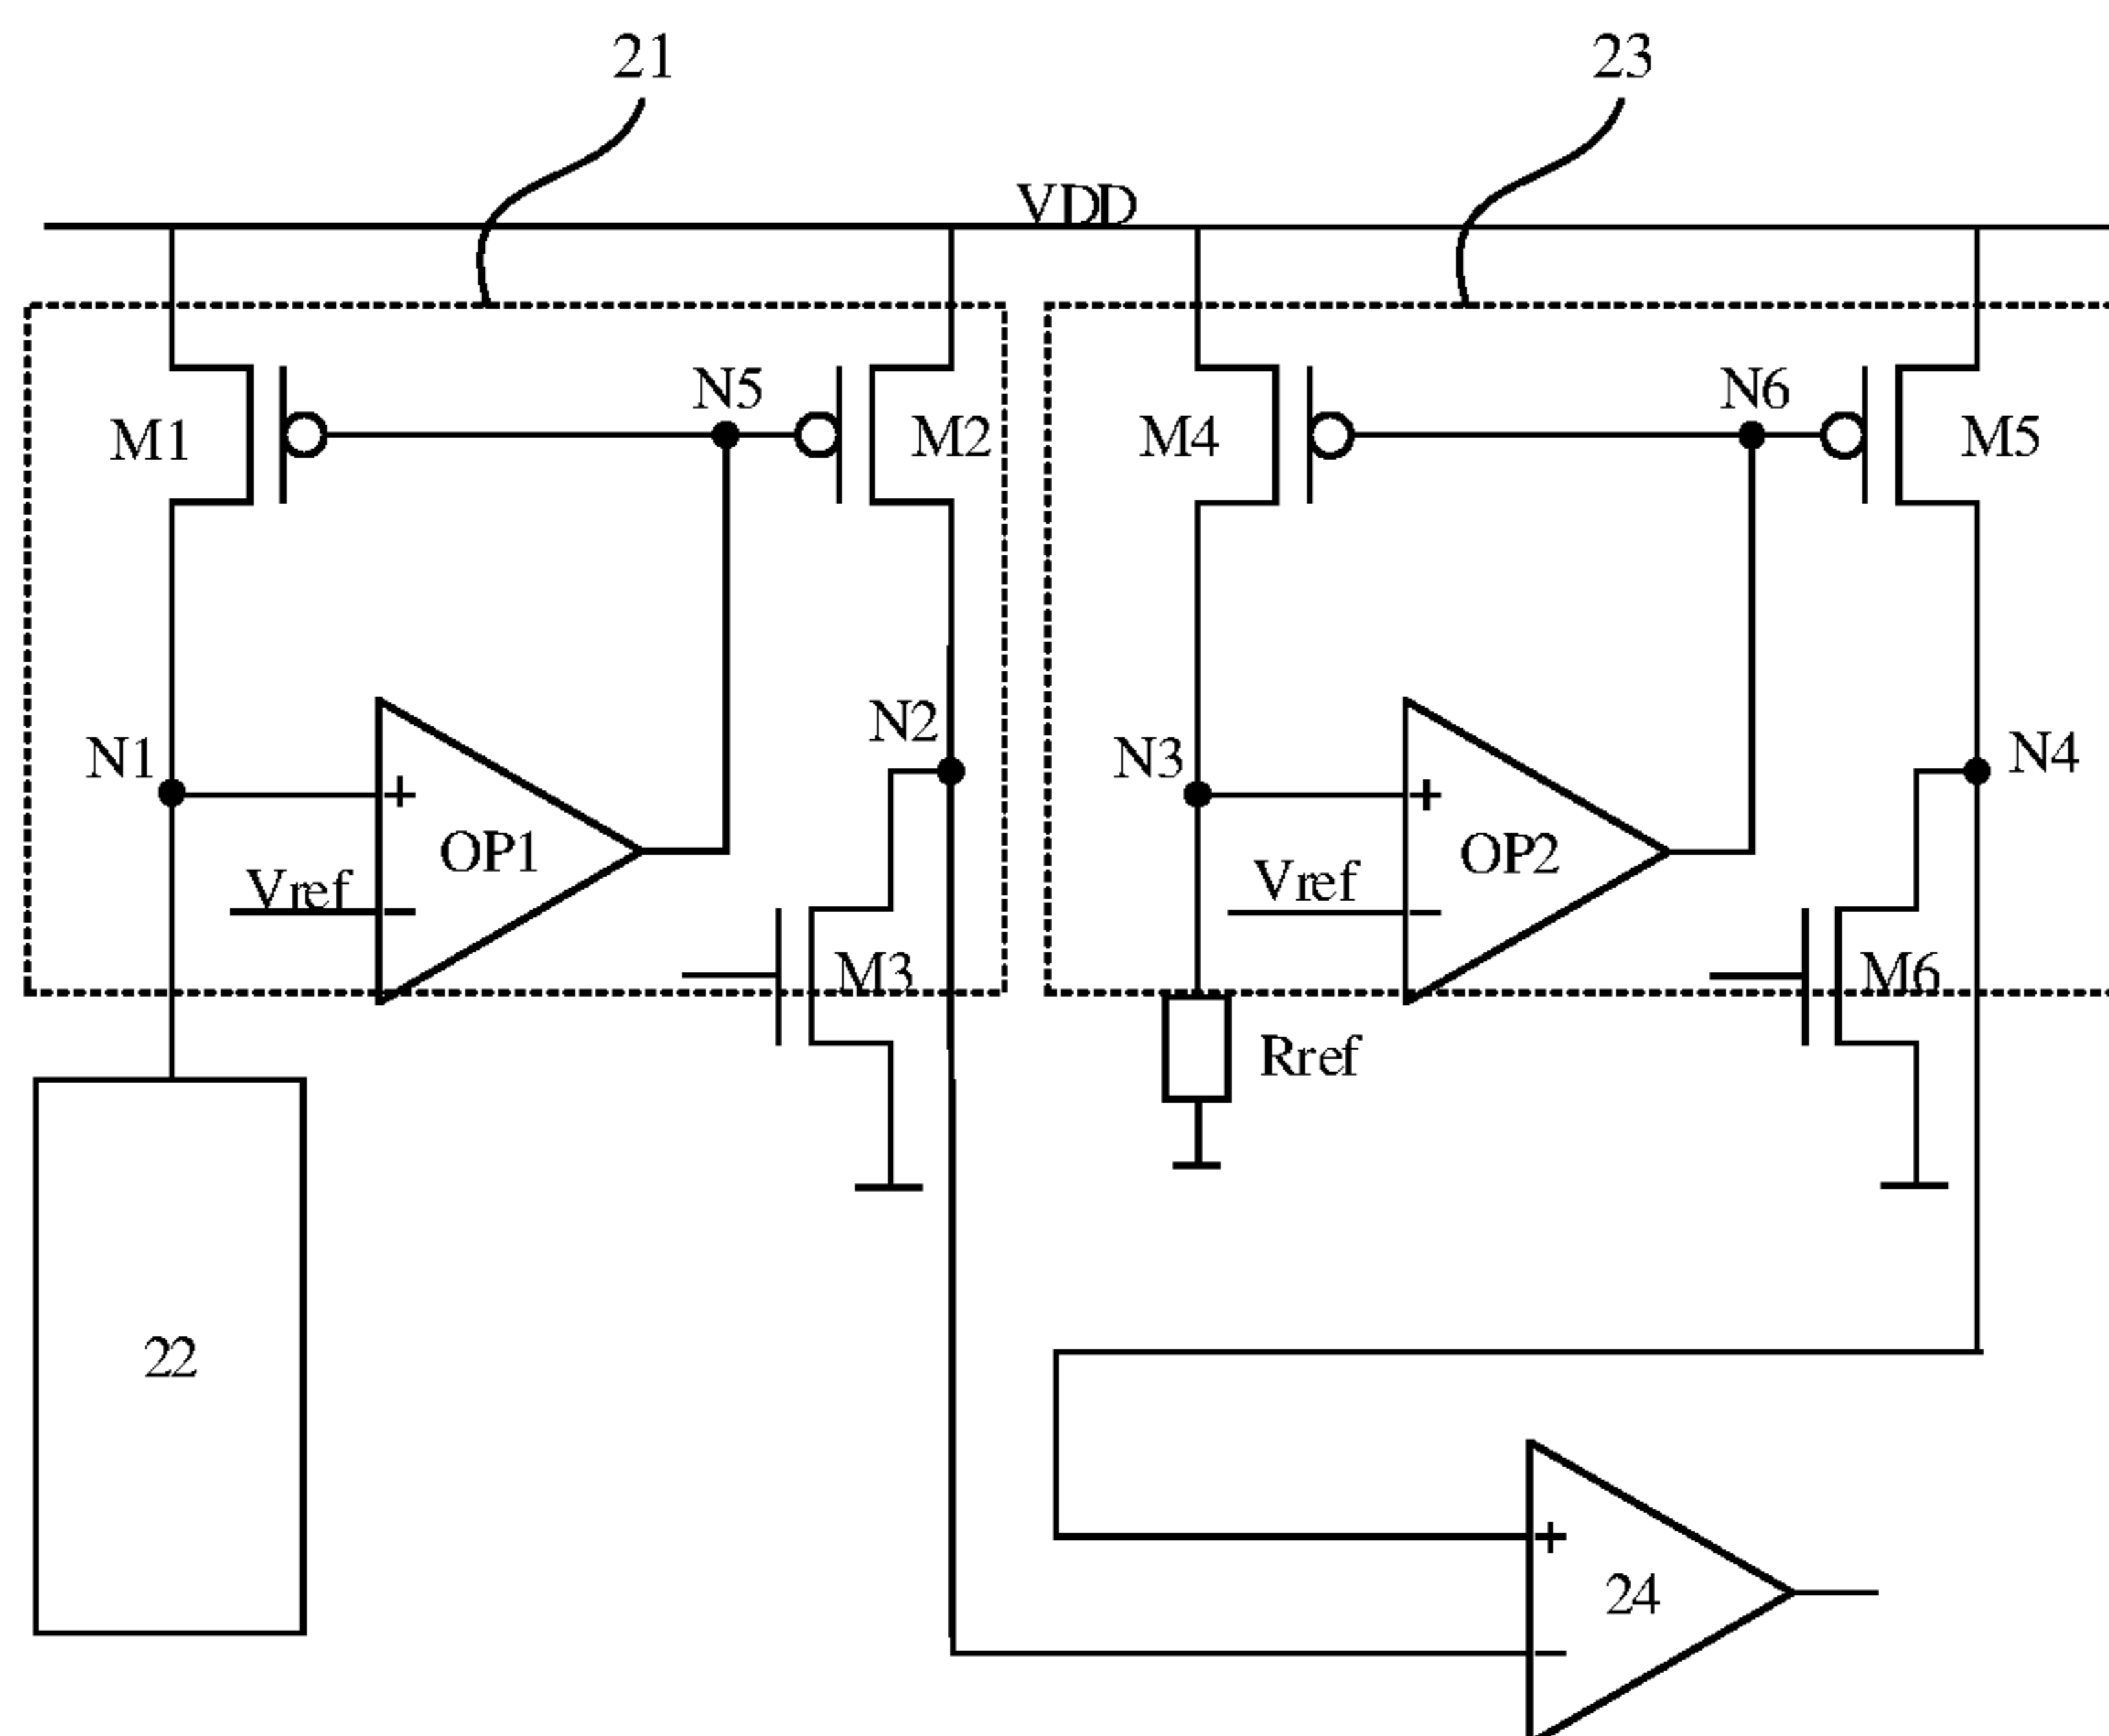 21
23
VDD
N5
N6
M1
M2
M4
M5
N2
N1
N3
N4
+
+
OP1
OP2
Vref
Vref
−
−
M3
M6
Rref
22
+
24
−